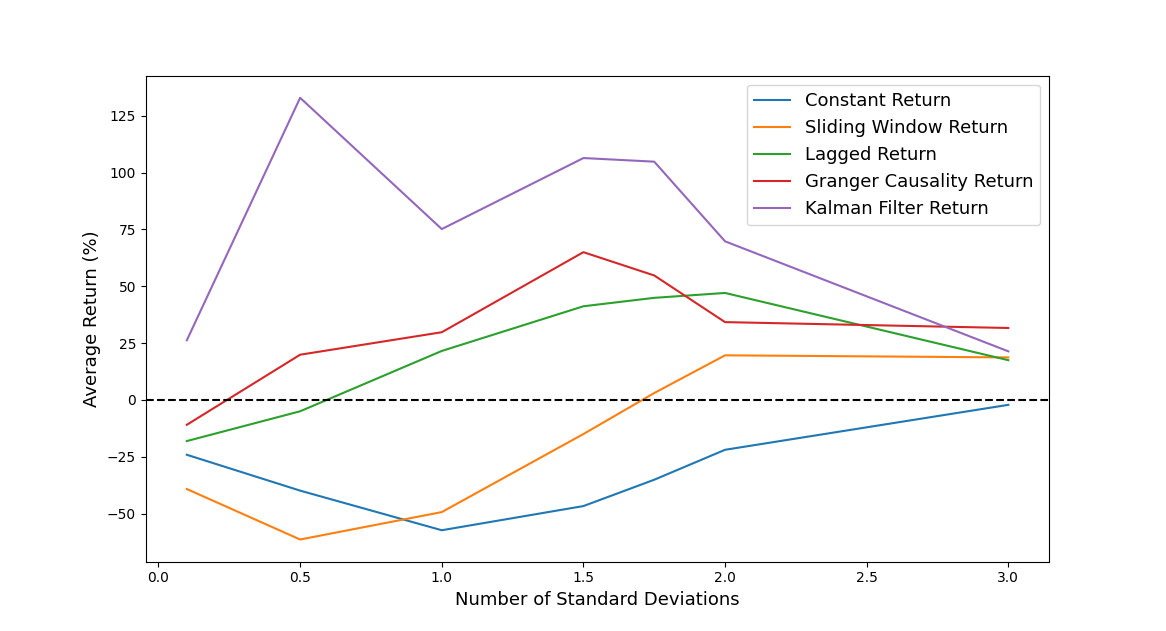 125
100
75
50
25
0
−25
−50
Average Return (%)
0.0 0.5 1.0 1.5 2.0 2.5 3.0
Number of Standard Deviations
Constant Return
Sliding Window Return
Lagged Return
Granger Causality Return
Kalman Filter Return